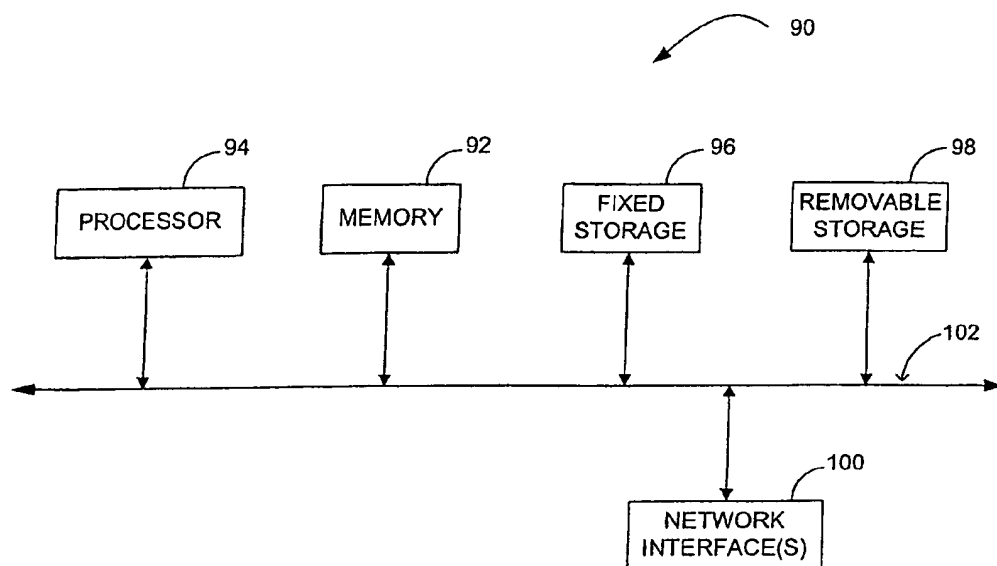 90
94
92
96
98
PROCESSOR
MEMORY
FIXED
STORAGE
REMOVABLE
STORAGE
102
100
NETWORK
INTERFACE(S)